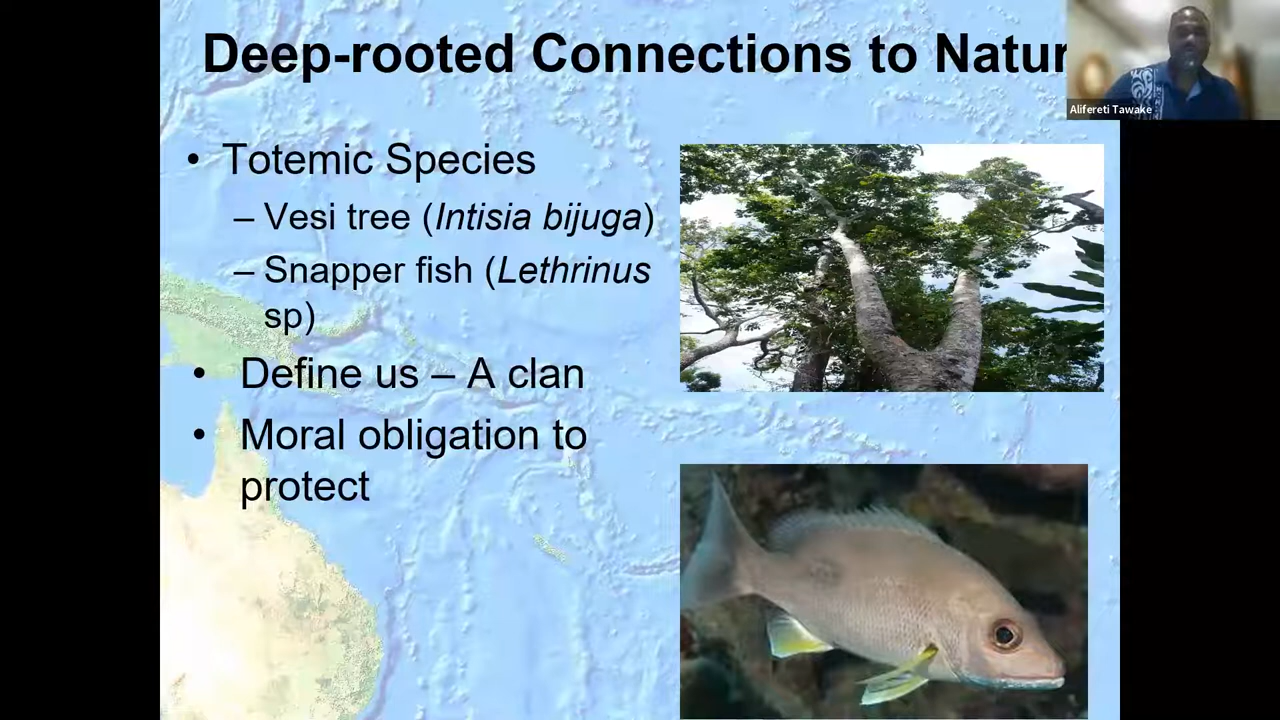 Deep-rooted Connections to Natur
Alifereti Tawake
• Totemic Species
– Vesi tree (Intisia bijuga)
– Snapper fish (Lethrinus
sp)
• Define us – A clan
• Moral obligation to
protect